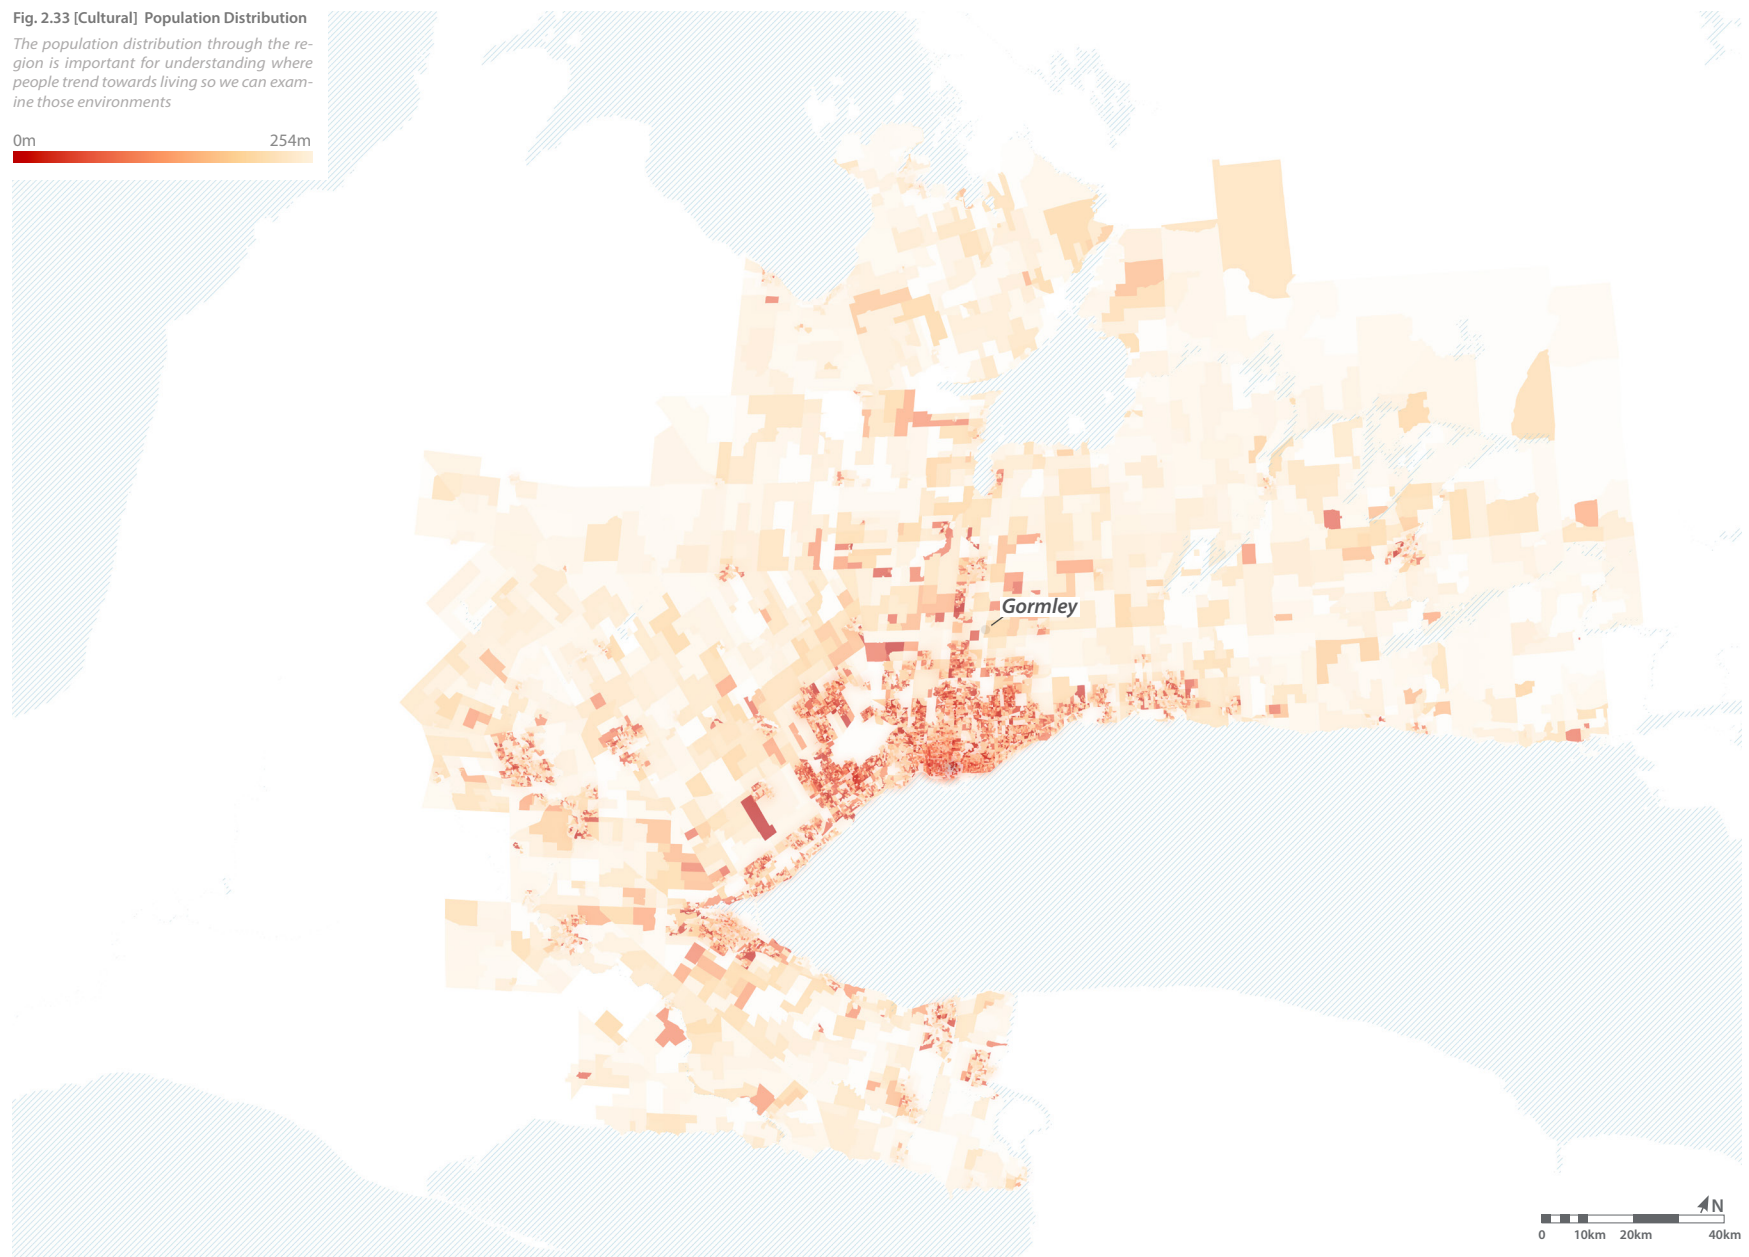 Fig. 2.33 [Cultural] Population Distribution
The population distribution through the re-
gion is important for understanding where
people trend towards living so we can exam-
ine those environments
0m 254m
Gormley
N
0 10km 20km 40km